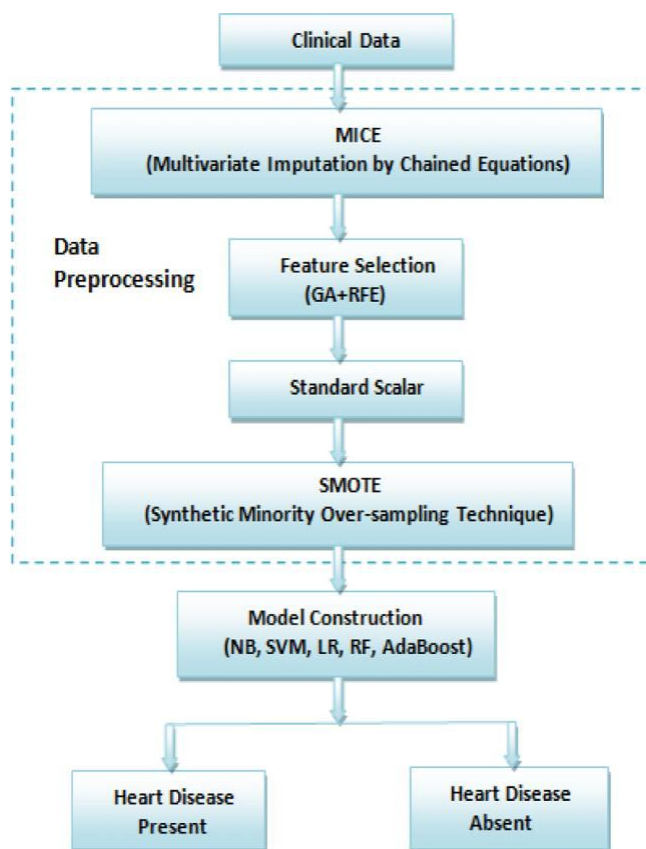 Clinical Data
MICE
(Multivariate Imputation by Chained Equations)
Data
Preprocessing
Feature Selection
(GA+RFE)
Standard Scalar
SMOTE
(Synthetic Minority Over-sampling Technique)
Model Construction
(NB, SVM, LR, RF, AdaBoost)
Heart Disease
Present
Heart Disease
Absent